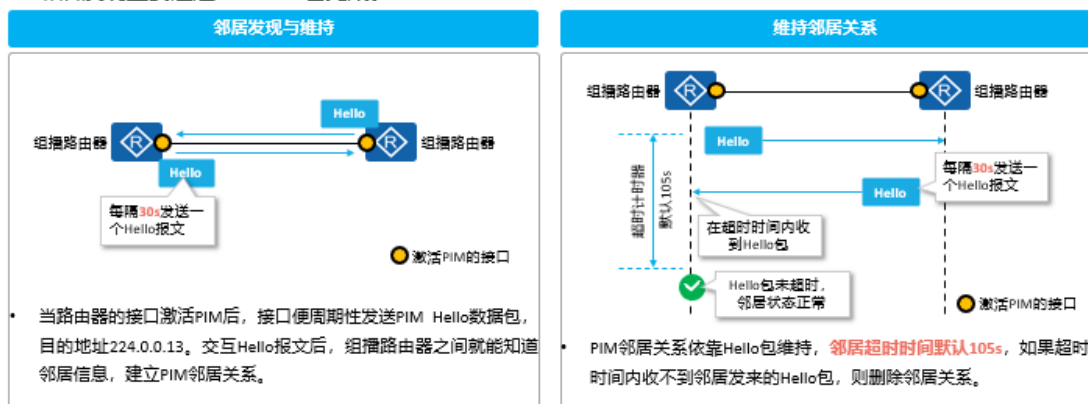 邻居发现与维持
Hello
组播路由器
组播路由器
Hello
每隔30s发送一
个Hello报文
激活PIM的接口
• 当路由器的接口激活PIM后，接口便周期性发送PIM Hello数据包，
目的地址224.0.0.13。交互Hello报文后，组播路由器之间就能知道
邻居信息，建立PIM邻居关系。
维持邻居关系
组播路由器
组播路由器
Hello
每隔30s发送一
个Hello报文
Hello
超时计时器
默认105s
在超时时间内收
到Hello包
Hello包未超时，
邻居状态正常
激活PIM的接口
• PIM邻居关系依靠Hello包维持，邻居超时时间默认105s，如果超时
时间内收不到邻居发来的Hello包，则删除邻居关系。